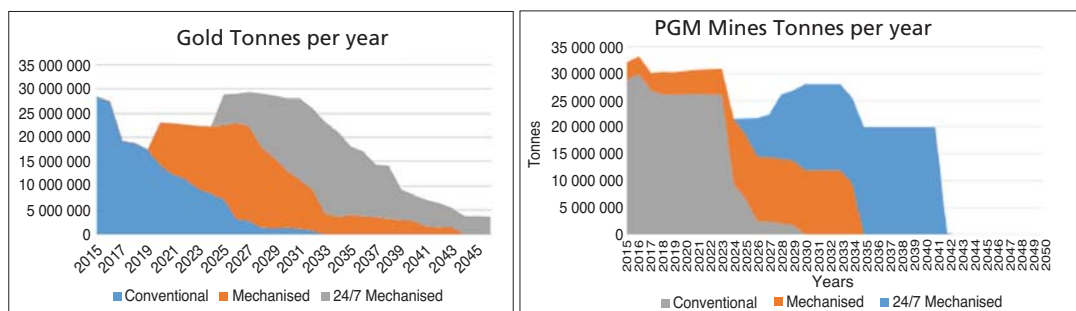 Gold Tonnes per year
35 000 000
30 000 000
25 000 000
20 000 000
15 000 000
10 000 000
5 000 000
0
2015
2017
2019
2021
2023
2025
2027
2029
2031
2033
2035
2037
2039
2041
2043
2045
Conventional Mechanised 24/7 Mechanised
PGM Mines Tonnes per year
Tonnes
35 000 000
30 000 000
25 000 000
20 000 000
15 000 000
10 000 000
5 000 000
0
2015
2016
2017
2018
2019
2020
2021
2022
2023
2024
2025
2026
2027
2028
2029
2030
2031
2032
2033
2034
2035
2036
2037
2038
2039
2040
2041
2042
2043
2044
2045
2046
2047
2048
2049
2050
Years
Conventional Mechanised 24/7 Mechanised